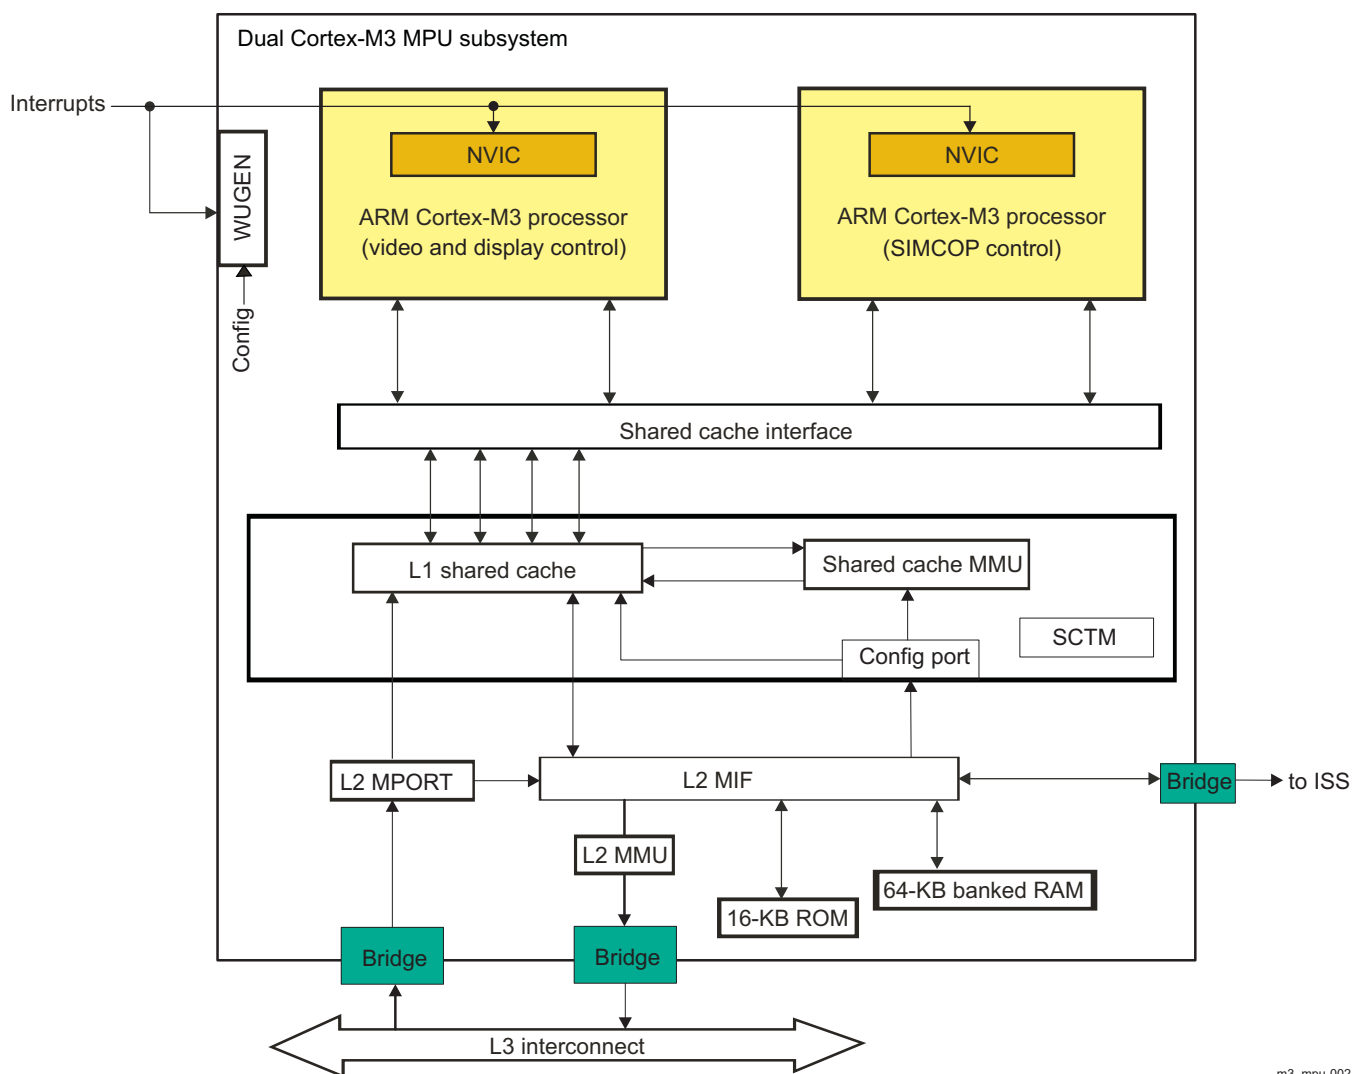 Dual Cortex-M3 MPU subsystem
Interrupts
NVIC
NVIC
WUGEN
ARM Cortex-M3 processor
(video and display control)
ARM Cortex-M3 processor
(SIMCOP control)
Config
Shared cache interface
L1 shared cache
Shared cache MMU
SCTM
Config port
L2 MPORT
L2 MIF
Bridge
to ISS
L2 MMU
64-KB banked RAM
16-KB ROM
Bridge
Bridge
L3 interconnect
m3_mpu-002